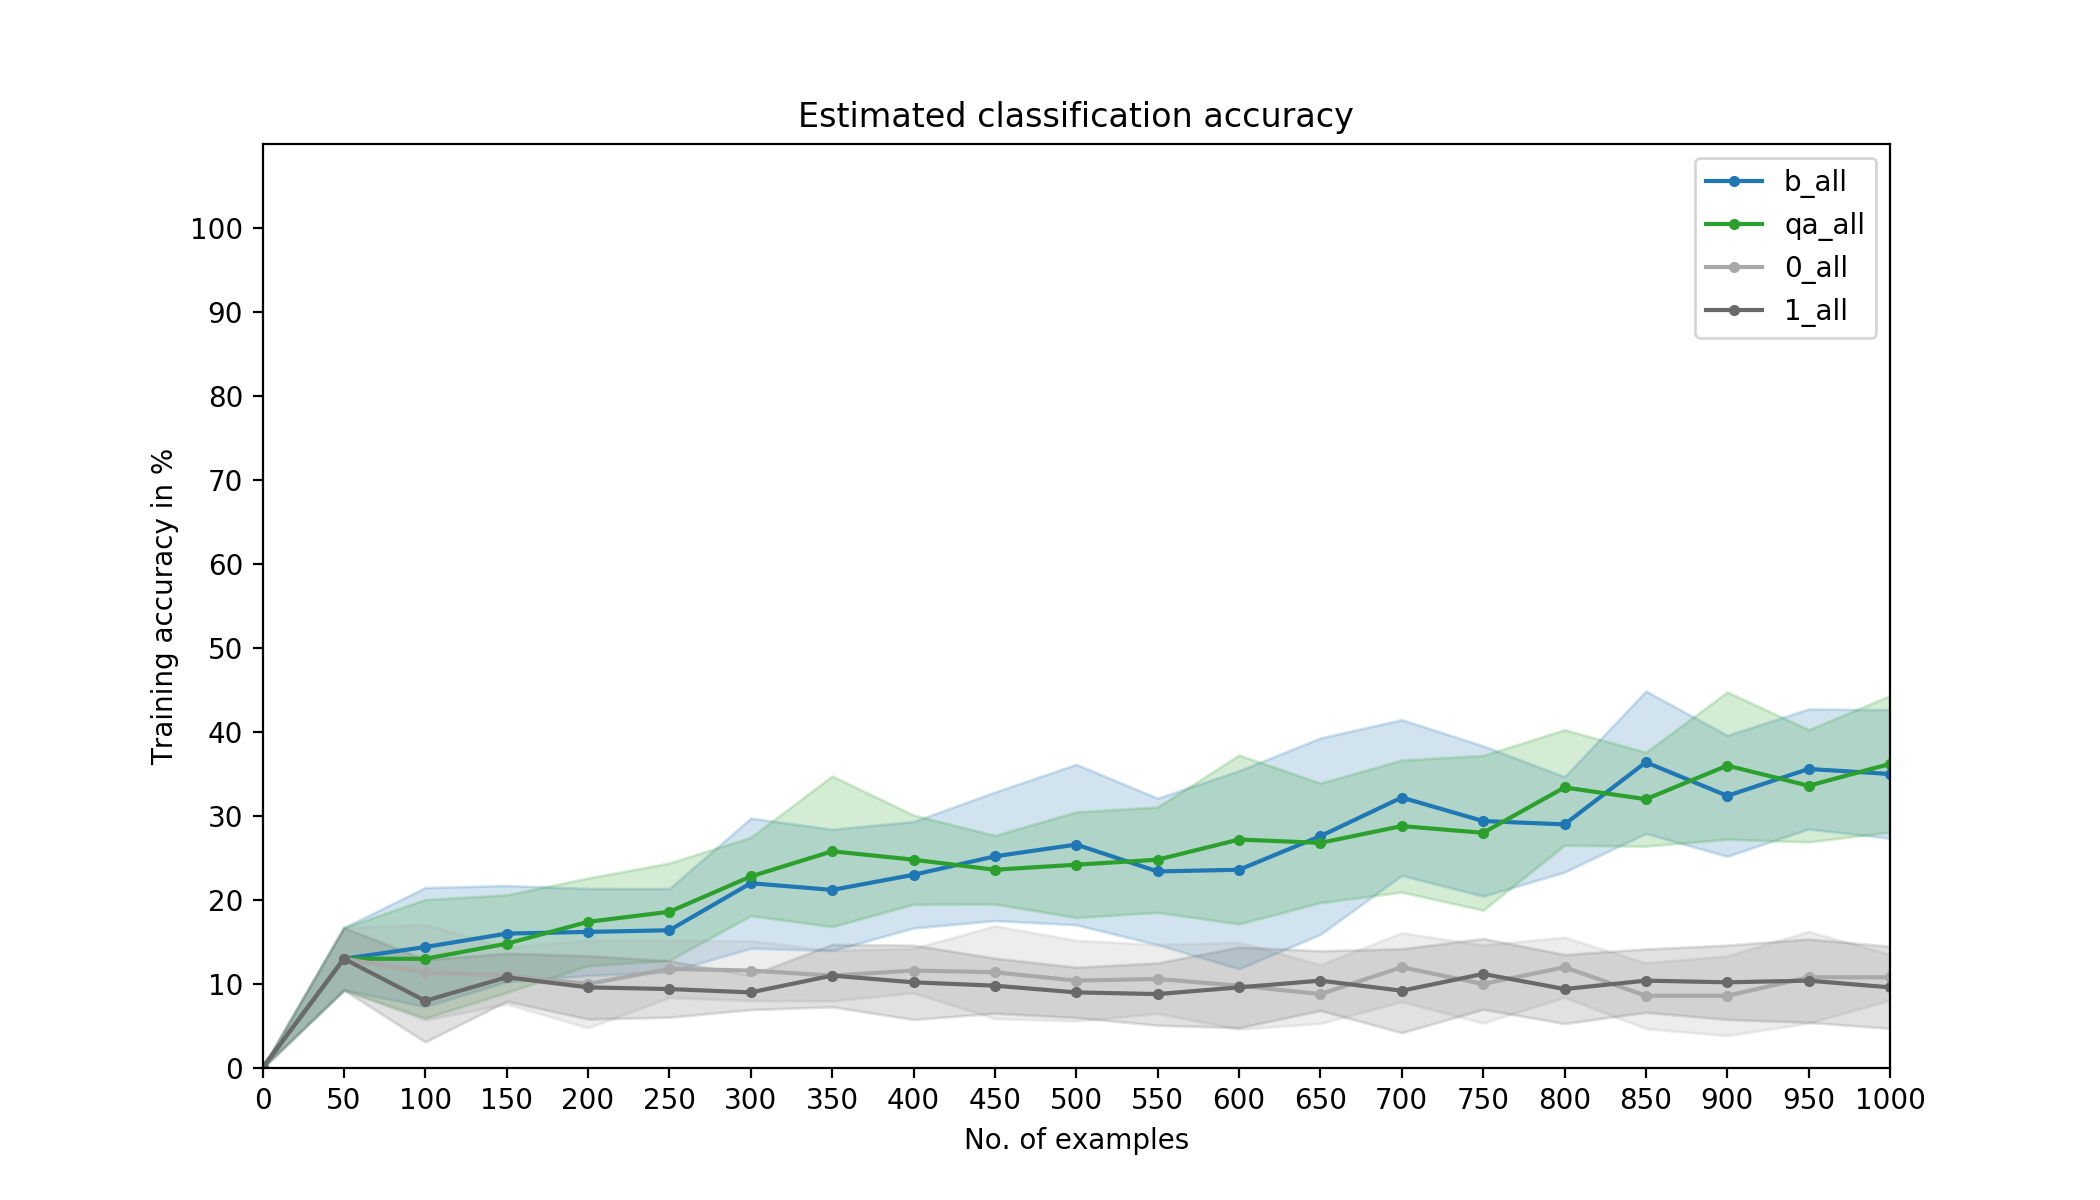 Estimated classification accuracy
b_all
qa_all
0_all
1_all
100
90
80
70
60
50
40
30
20
10
0
Training accuracy in %
0 50 100 150 200 250 300 350 400 450 500 550 600 650 700 750 800 850 900 950 1000
No. of examples